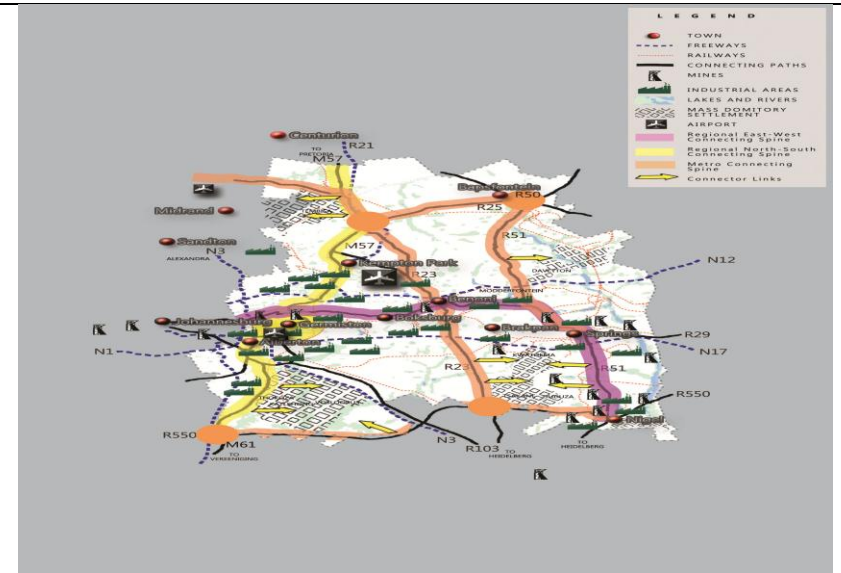 LEGEND
TOWN
FREEWAYS
RAILWAYS
CONNECTING PATHS
MINES
INDUSTRIAL AREAS
LAKES AND RIVERS
MASS DOMITORY
SETTLEMENT
AIRPORT
Regional East-West
Connecting Spine
Regional North-South
Connecting Spine
Metro Connecting
Spine
Connector Links
Centurion
R21
TO
PRETORIA
M57
Bapsfontein
R50
R25
Midrand
Sandton
N3
ALEXANDRA
M57
R51
Kempton Park
R23
DAVEYTON
N12
MODDERFONTEIN
Benoni
Johannesburg
Germiston
Boksburg
Brakpan
Springs
R29
Alberton
N1
N17
KWATHEMA
R23
R51
R550
Nigel
R550
M61
N3
R103
TO
VEREENIGING
TO
HEIDELBERG
TO
HEIDELBERG